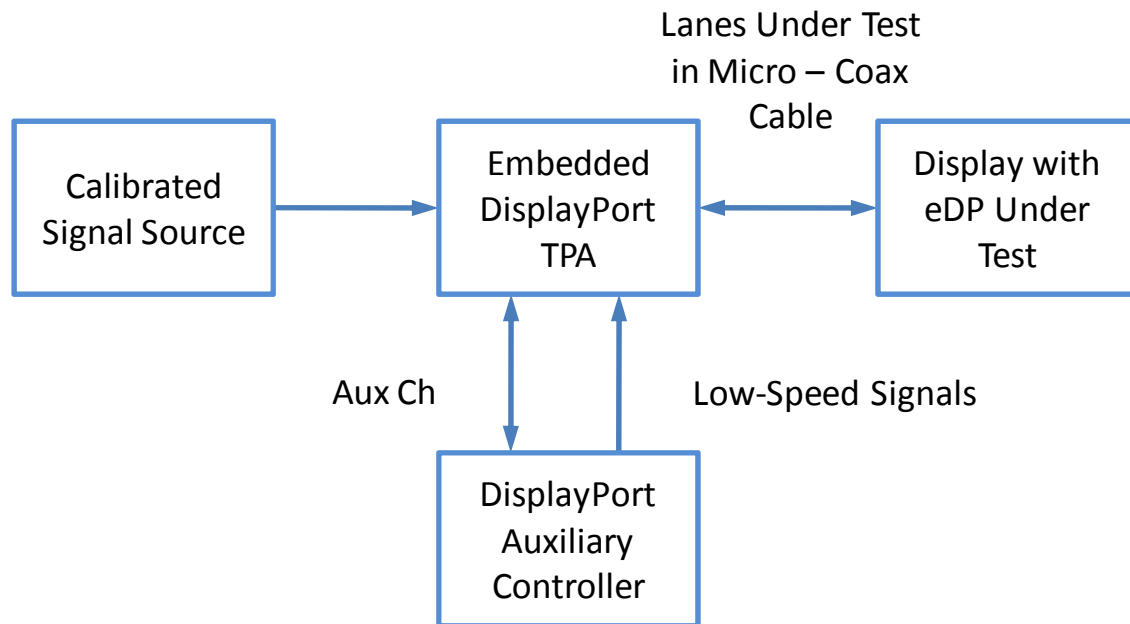 Lanes Under Test
in Micro – Coax
Cable
Calibrated
Signal Source
Embedded
DisplayPort
TPA
Display with
eDP Under
Test
Aux Ch
Low-Speed Signals
DisplayPort
Auxiliary
Controller